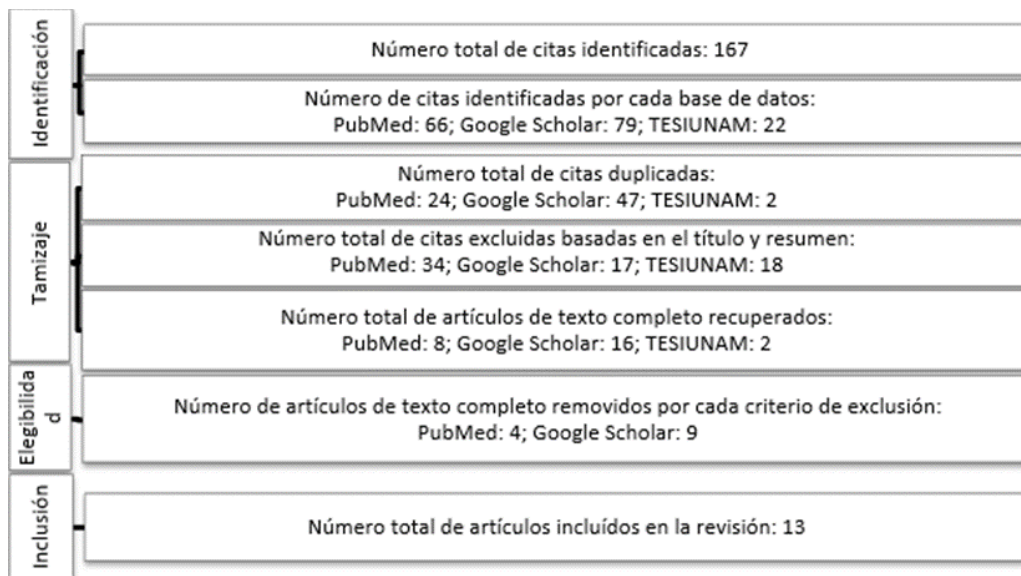 Identificación
Número total de citas identificadas: 167
Número de citas identificadas por cada base de datos:
PubMed: 66; Google Scholar: 79; TESIUNAM: 22
Tamizaje
Número total de citas duplicadas:
PubMed: 24; Google Scholar: 47; TESIUNAM: 2
Número total de citas excluidas basadas en el título y resumen:
PubMed: 34; Google Scholar: 17; TESIUNAM: 18
Número total de artículos de texto completo recuperados:
PubMed: 8; Google Scholar: 16; TESIUNAM: 2
Elegibilida
d
Número de artículos de texto completo removidos por cada criterio de exclusión:
PubMed: 4; Google Scholar: 9
Inclusión
Número total de artículos incluídos en la revisión: 13